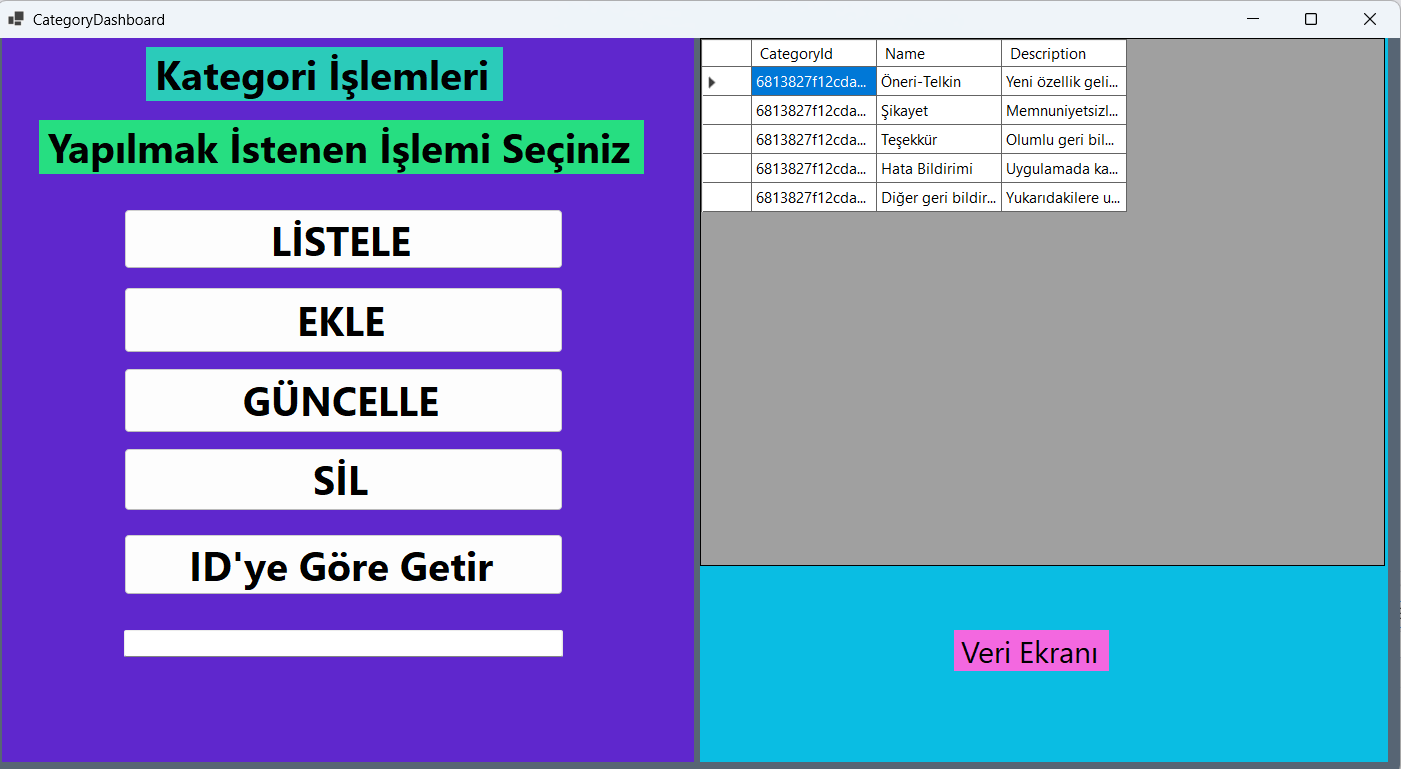 CategoryDashboard
Kategori İşlemleri
Yapılmak İstenen İşlemi Seçiniz
LİSTELE
EKLE
GÜNCELLE
SİL
ID'ye Göre Getir
CategoryId Name Description
6813827f12cda... Öneri-Telkin Yeni özellik geli...
6813827f12cda... Şikayet Memnuniyetsizl...
6813827f12cda... Teşekkür Olumlu geri bil...
6813827f12cda... Hata Bildirimi Uygulamada ka...
6813827f12cda... Diğer geri bildir... Yukarıdakilere u...
Veri Ekranı